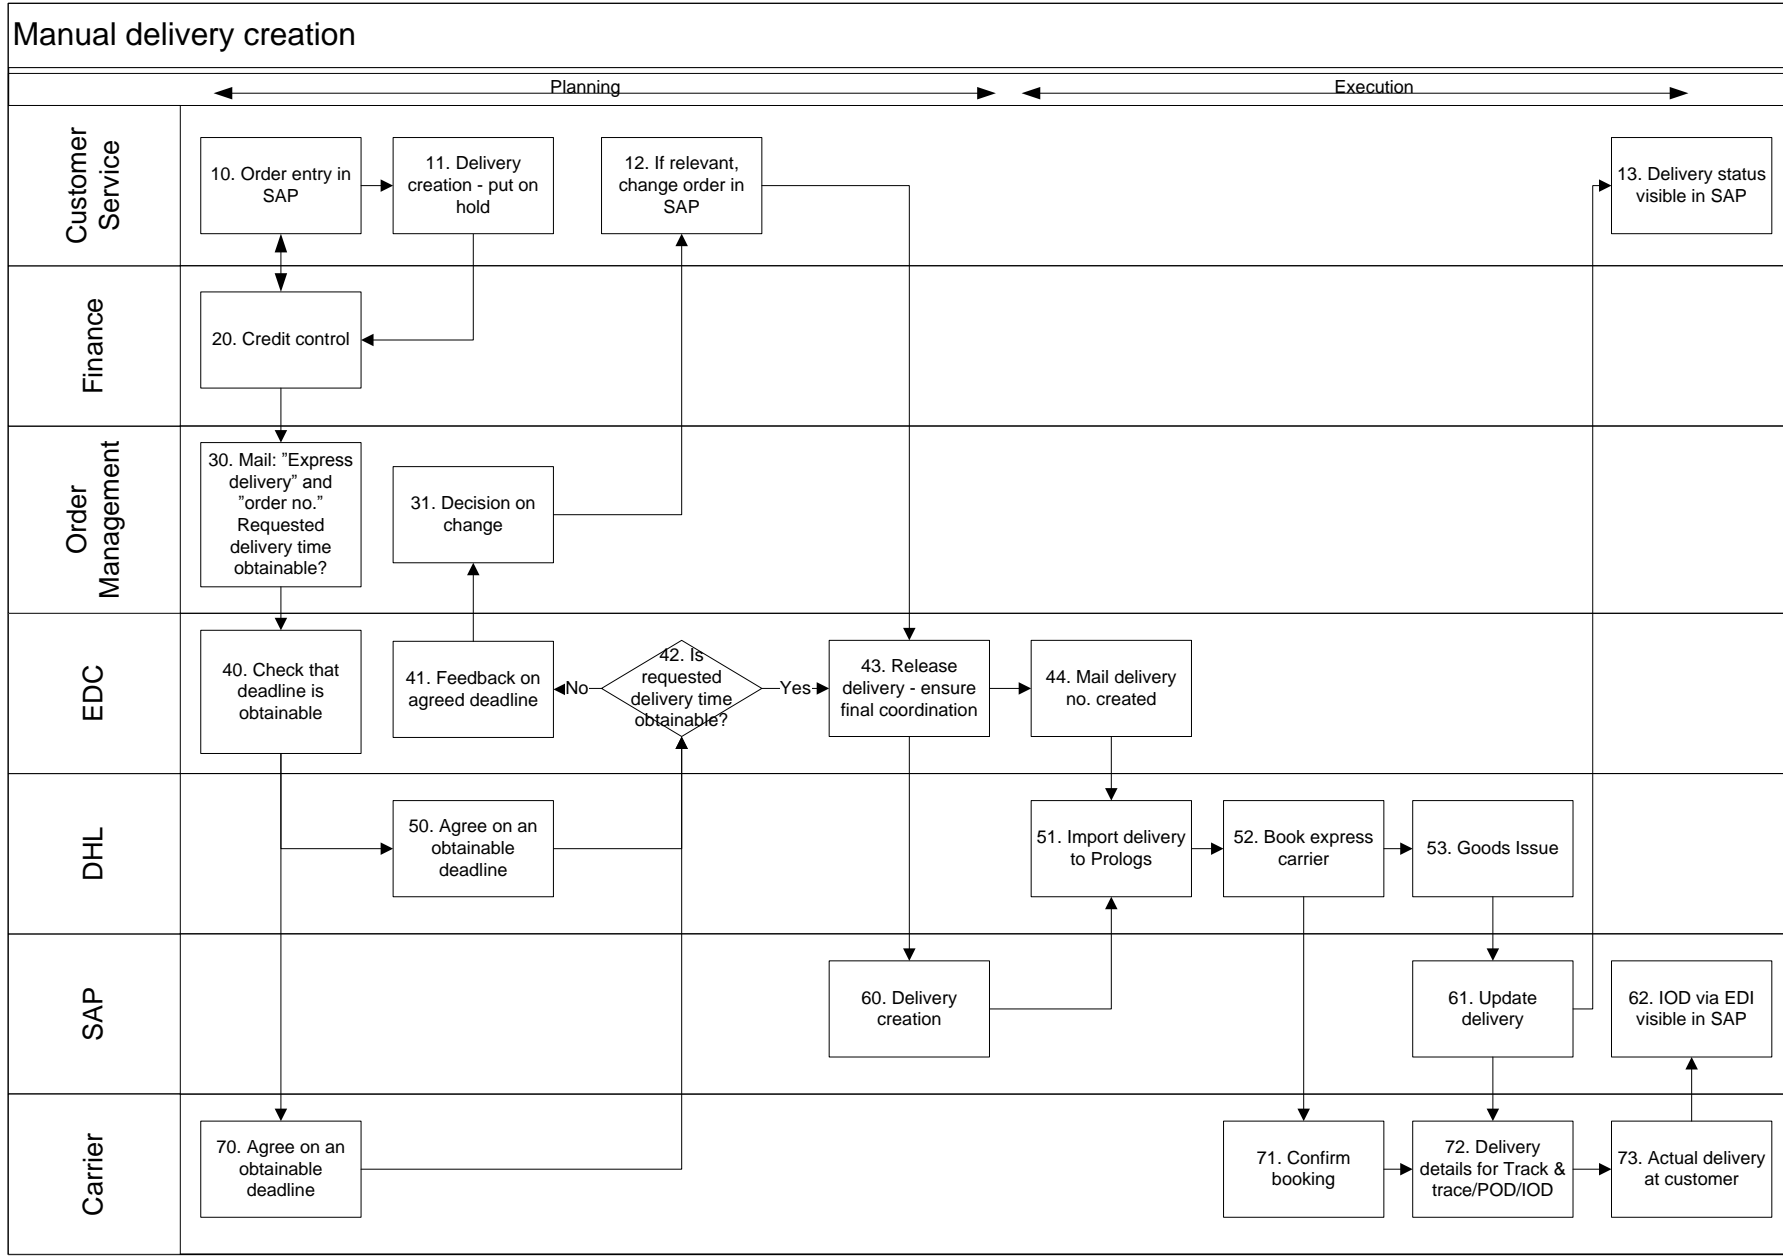 Manual delivery creation
Planning
Execution
Customer
Service
10. Order entry in
SAP
11. Delivery
creation - put on
hold
12. If relevant,
change order in
SAP
13. Delivery status
visible in SAP
Finance
20. Credit control
Order
Management
30. Mail: ”Express
delivery” and
”order no.”
Requested
delivery time
obtainable?
31. Decision on
change
EDC
40. Check that
deadline is
obtainable
41. Feedback on
agreed deadline
No
42. Is
requested
delivery time
obtainable?
Yes
43. Release
delivery - ensure
final coordination
44. Mail delivery
no. created
DHL
50. Agree on an
obtainable
deadline
51. Import delivery
to Prologs
52. Book express
carrier
53. Goods Issue
SAP
60. Delivery
creation
61. Update
delivery
62. IOD via EDI
visible in SAP
Carrier
70. Agree on an
obtainable
deadline
71. Confirm
booking
72. Delivery
details for Track &
trace/POD/IOD
73. Actual delivery
at customer